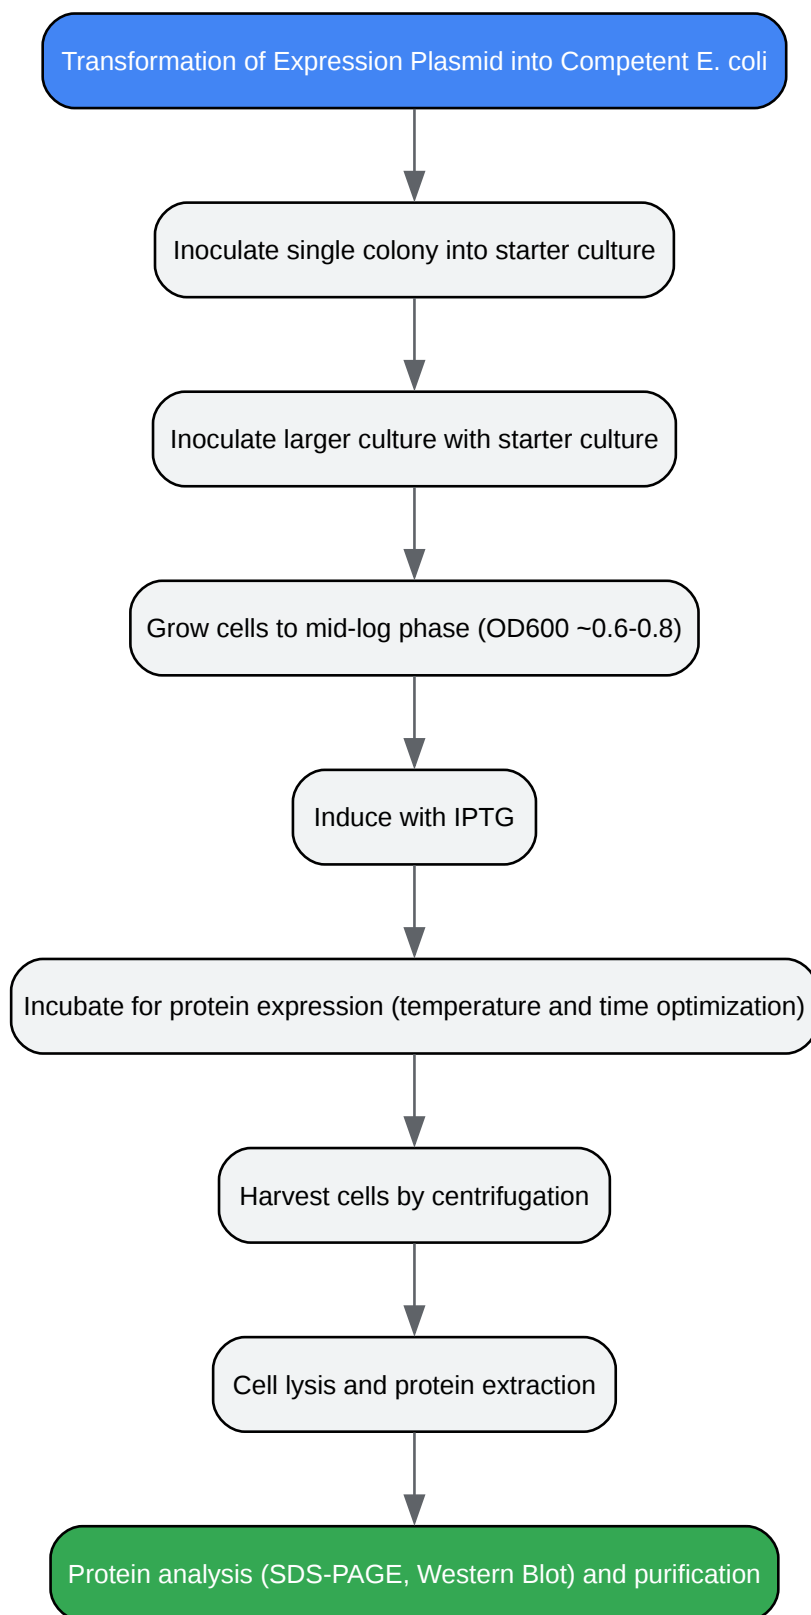 Transformation of Expression Plasmid into Competent E. coli
Inoculate single colony into starter culture
Inoculate larger culture with starter culture
Grow cells to mid-log phase (OD600 ~0.6-0.8)
Induce with IPTG
Incubate for protein expression (temperature and time optimization)
Harvest cells by centrifugation
Cell lysis and protein extraction
Protein analysis (SDS-PAGE, Western Blot) and purification